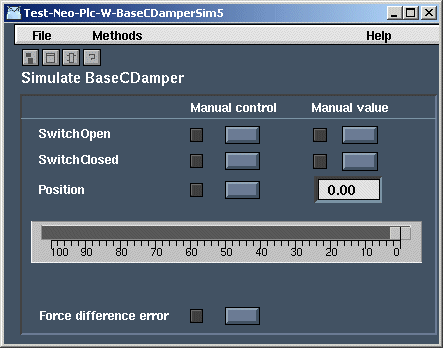 Test-Neo-Plc-W-BaseCDamperSim5
File Methods Help
Simulate BaseCDamper
Manual control Manual value
SwitchOpen
SwitchClosed
Position 0.00
100 90 80 70 60 50 40 30 20 10 0
Force difference error